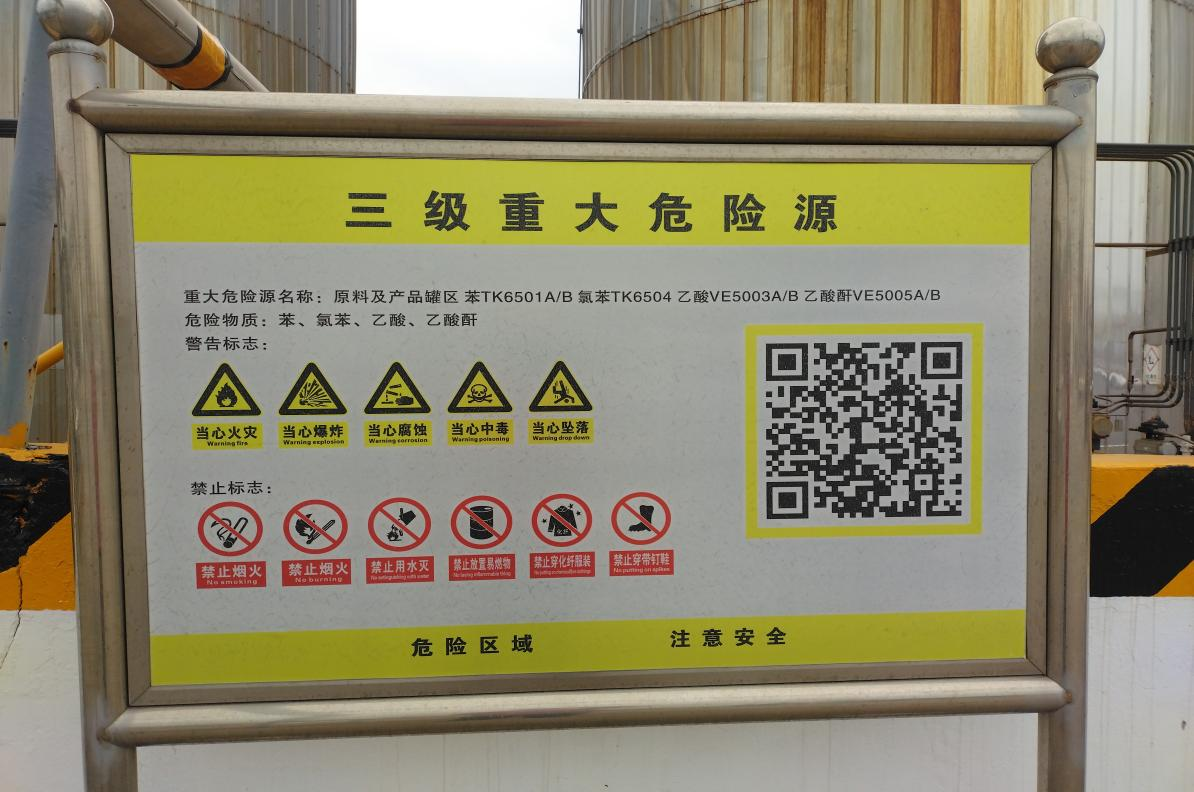 三级重大危险源
重大危险源名称：原料及产品罐区 苯TK6501A/B 氯苯TK6504 乙酸VE5003A/B 乙酸酐VE5005A/B
危险物质：苯、氯苯、乙酸、乙酸酐
警告标志：
当心火灾 当心爆炸 当心腐蚀 当心中毒 当心坠落
Warning fire Warning explosion Warning corrosion Warning poisoning Warning drop down
禁止标志：
禁止烟火 禁止烟火 禁止用水灭 禁止放置易燃物 禁止穿化纤服装 禁止穿带钉鞋
No smoking No burning No extinguishing with water No laying inflammable thing No putting on spikes
危险区域 注意安全